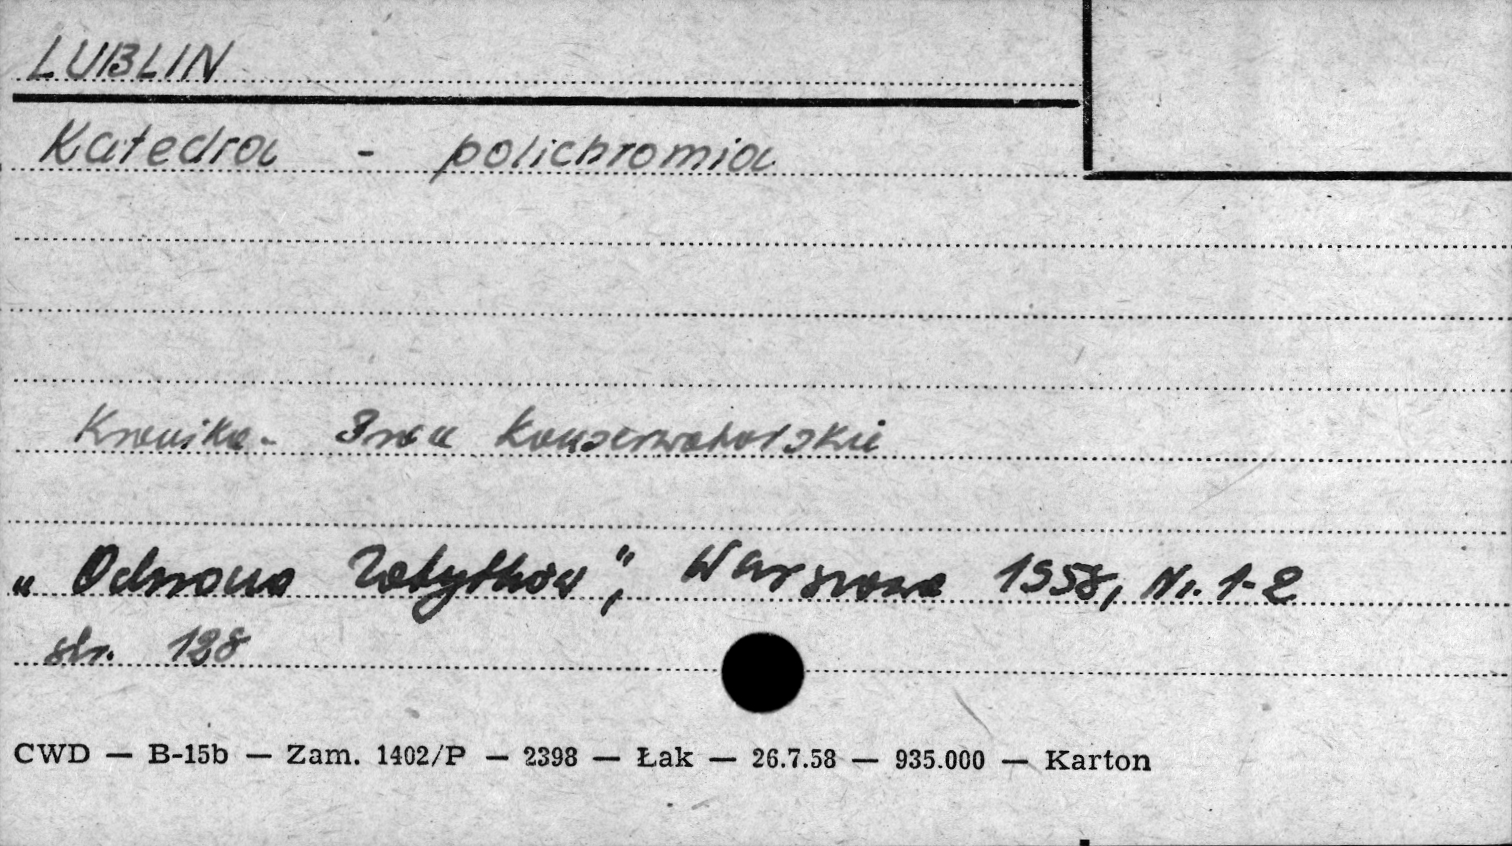 LUBLIN
Katedra - polichromia
Kronika - Prace konserwatorskie
„Ochrona Zabytków", Warszawa 1958, Nr. 1-2
str. 128
CWD — B-15b — Zam. 1402/P — 2398 — Łak — 26.7.58 — 935.000 — Karton